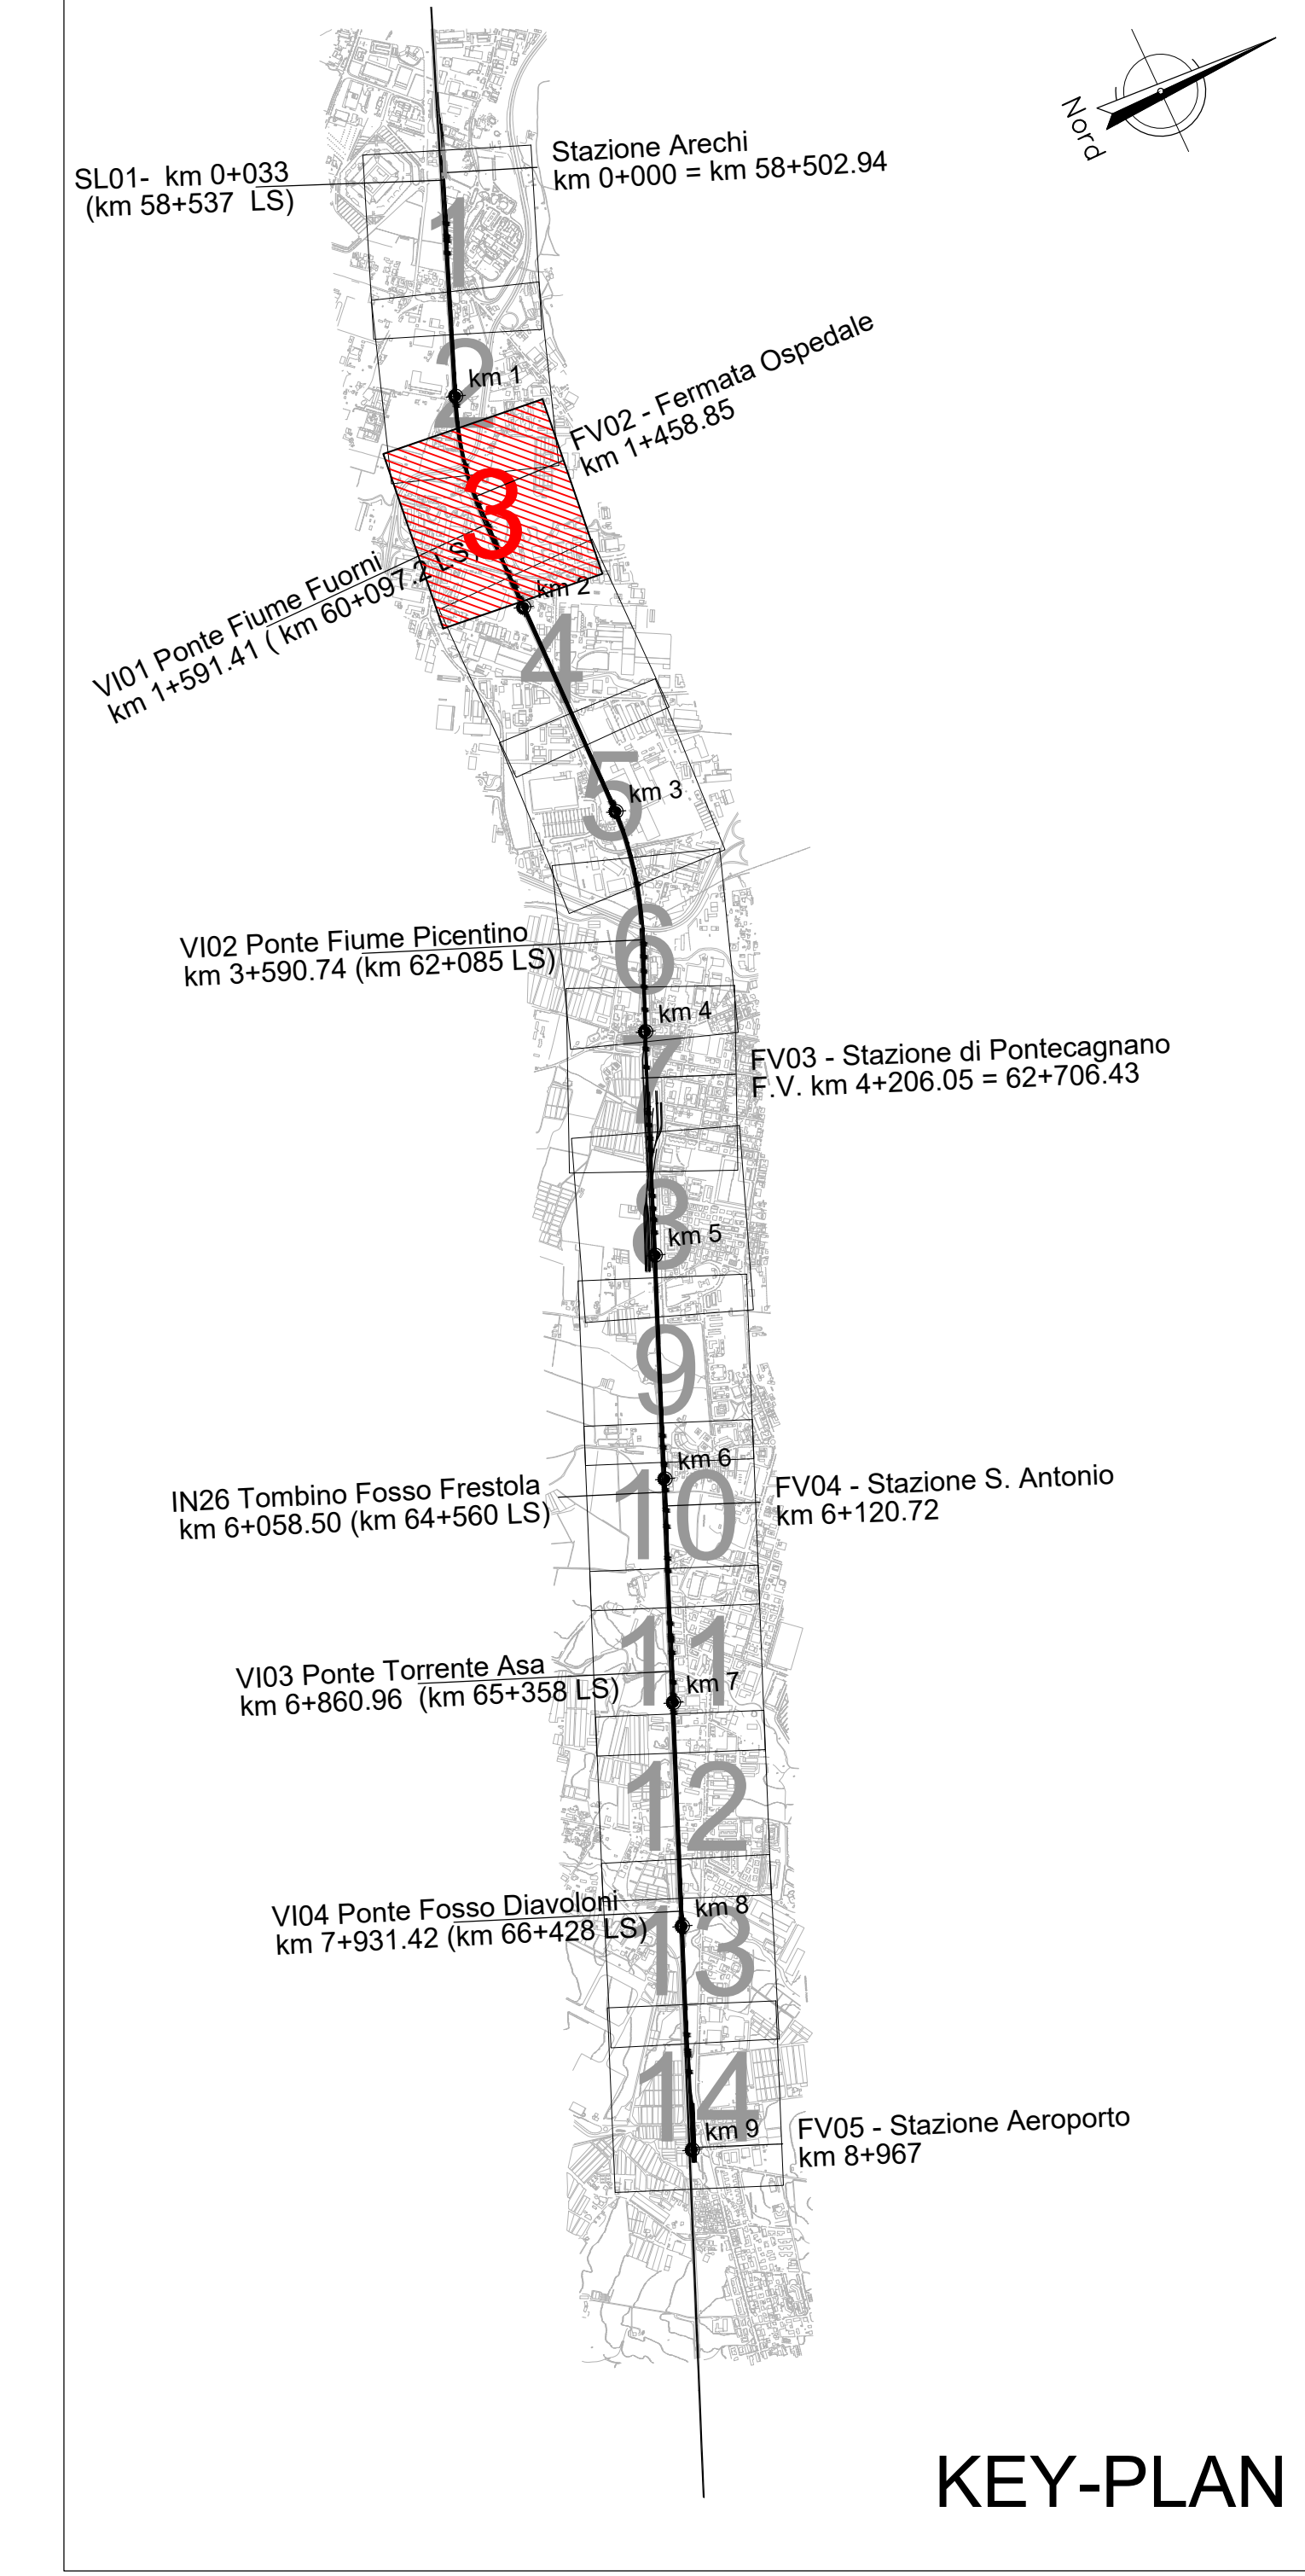 Nord
Stazione Arechi
km 0+000 = km 58+502.94
SL01-  km 0+033
(km 58+537  LS)
1
2
km 1
FV02 - Fermata Ospedale
km 1+458.85
3
VI01 Ponte Fiume Fuorni
km 1+591.41 ( km 60+097.2 LS)
km 2
4
5
km 3
6
VI02 Ponte Fiume Picentino
km 3+590.74 (km 62+085 LS)
km 4
7
FV03 - Stazione di Pontecagnano
F.V. km 4+206.05 = 62+706.43
8
km 5
9
km 6
10
IN26 Tombino Fosso Frestola
km 6+058.50 (km 64+560 LS)
FV04 - Stazione S. Antonio
km 6+120.72
11
VI03 Ponte Torrente Asa
km 6+860.96  (km 65+358 LS)
km 7
12
VI04 Ponte Fosso Diavoloni
km 7+931.42 (km 66+428 LS)
km 8
13
14
km 9
FV05 - Stazione Aeroporto
km 8+967
KEY-PLAN